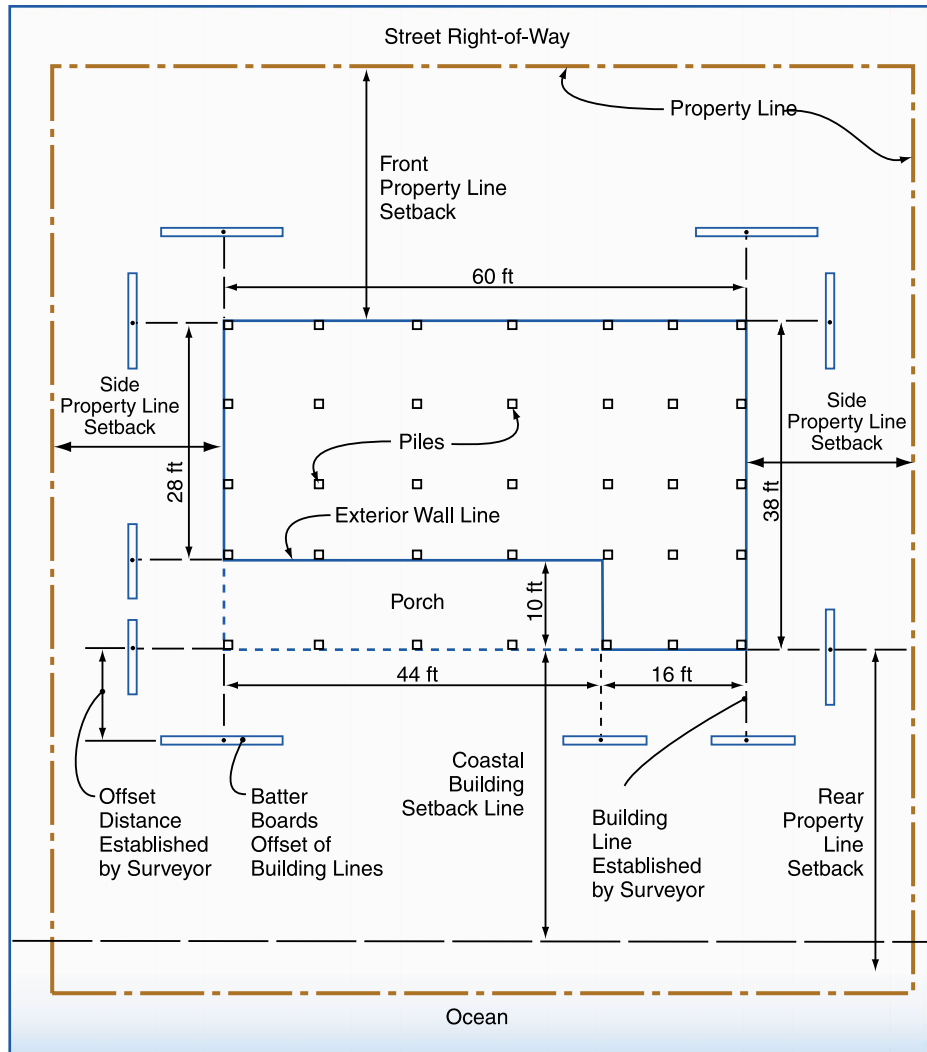 Street Right-of-Way
Property Line
Front
Property Line
Setback
60 ft
Side
Property Line
Setback
Side
Property Line
Setback
Piles
28 ft
38 ft
Exterior Wall Line
Porch
10 ft
44 ft
16 ft
Coastal
Building
Setback Line
Offset
Distance
Established
by Surveyor
Batter
Boards
Offset of
Building Lines
Building
Line
Established
by Surveyor
Rear
Property
Line
Setback
Ocean